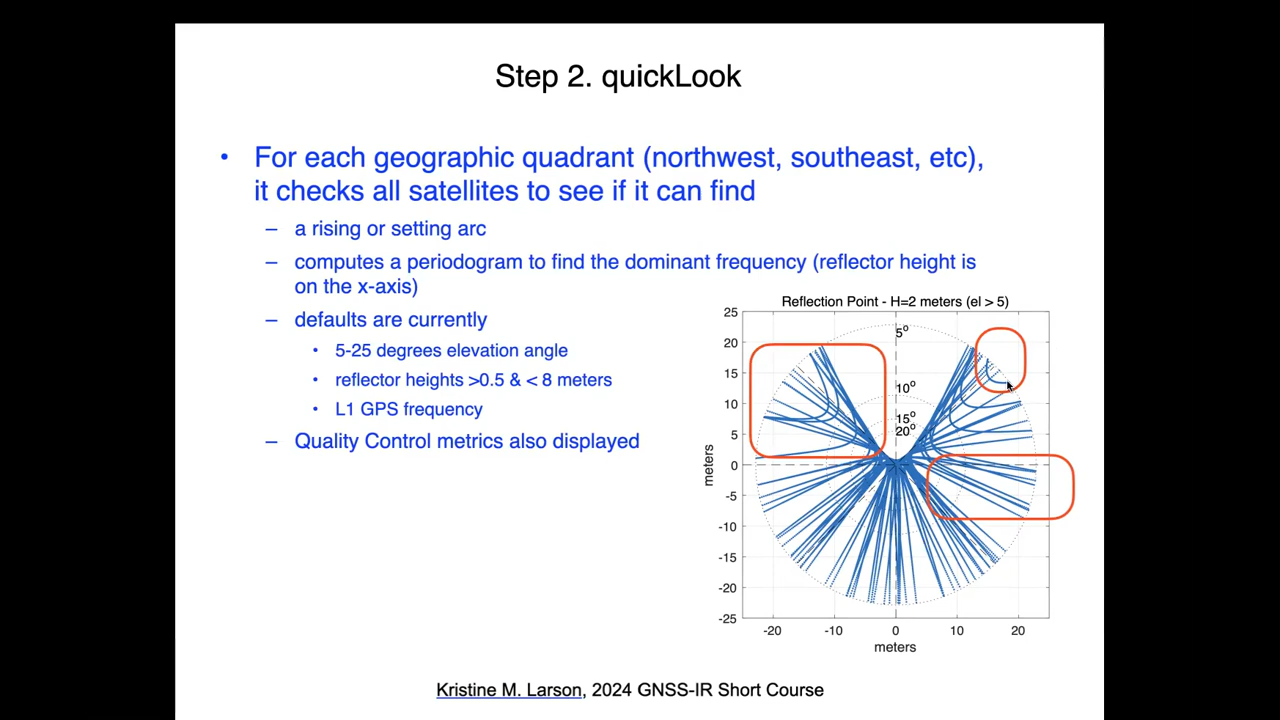 Step 2. quickLook
• For each geographic quadrant (northwest, southeast, etc),
it checks all satellites to see if it can find
– a rising or setting arc
– computes a periodogram to find the dominant frequency (reflector height is
on the x-axis)
– defaults are currently
• 5-25 degrees elevation angle
• reflector heights >0.5 & < 8 meters
• L1 GPS frequency
– Quality Control metrics also displayed
Reflection Point - H=2 meters (el > 5)
25
20
15
10
5
0
-5
-10
-15
-20
-25
meters
5º
10º
15º
20º
-20 -10 0 10 20
meters
Kristine M. Larson, 2024 GNSS-IR Short Course